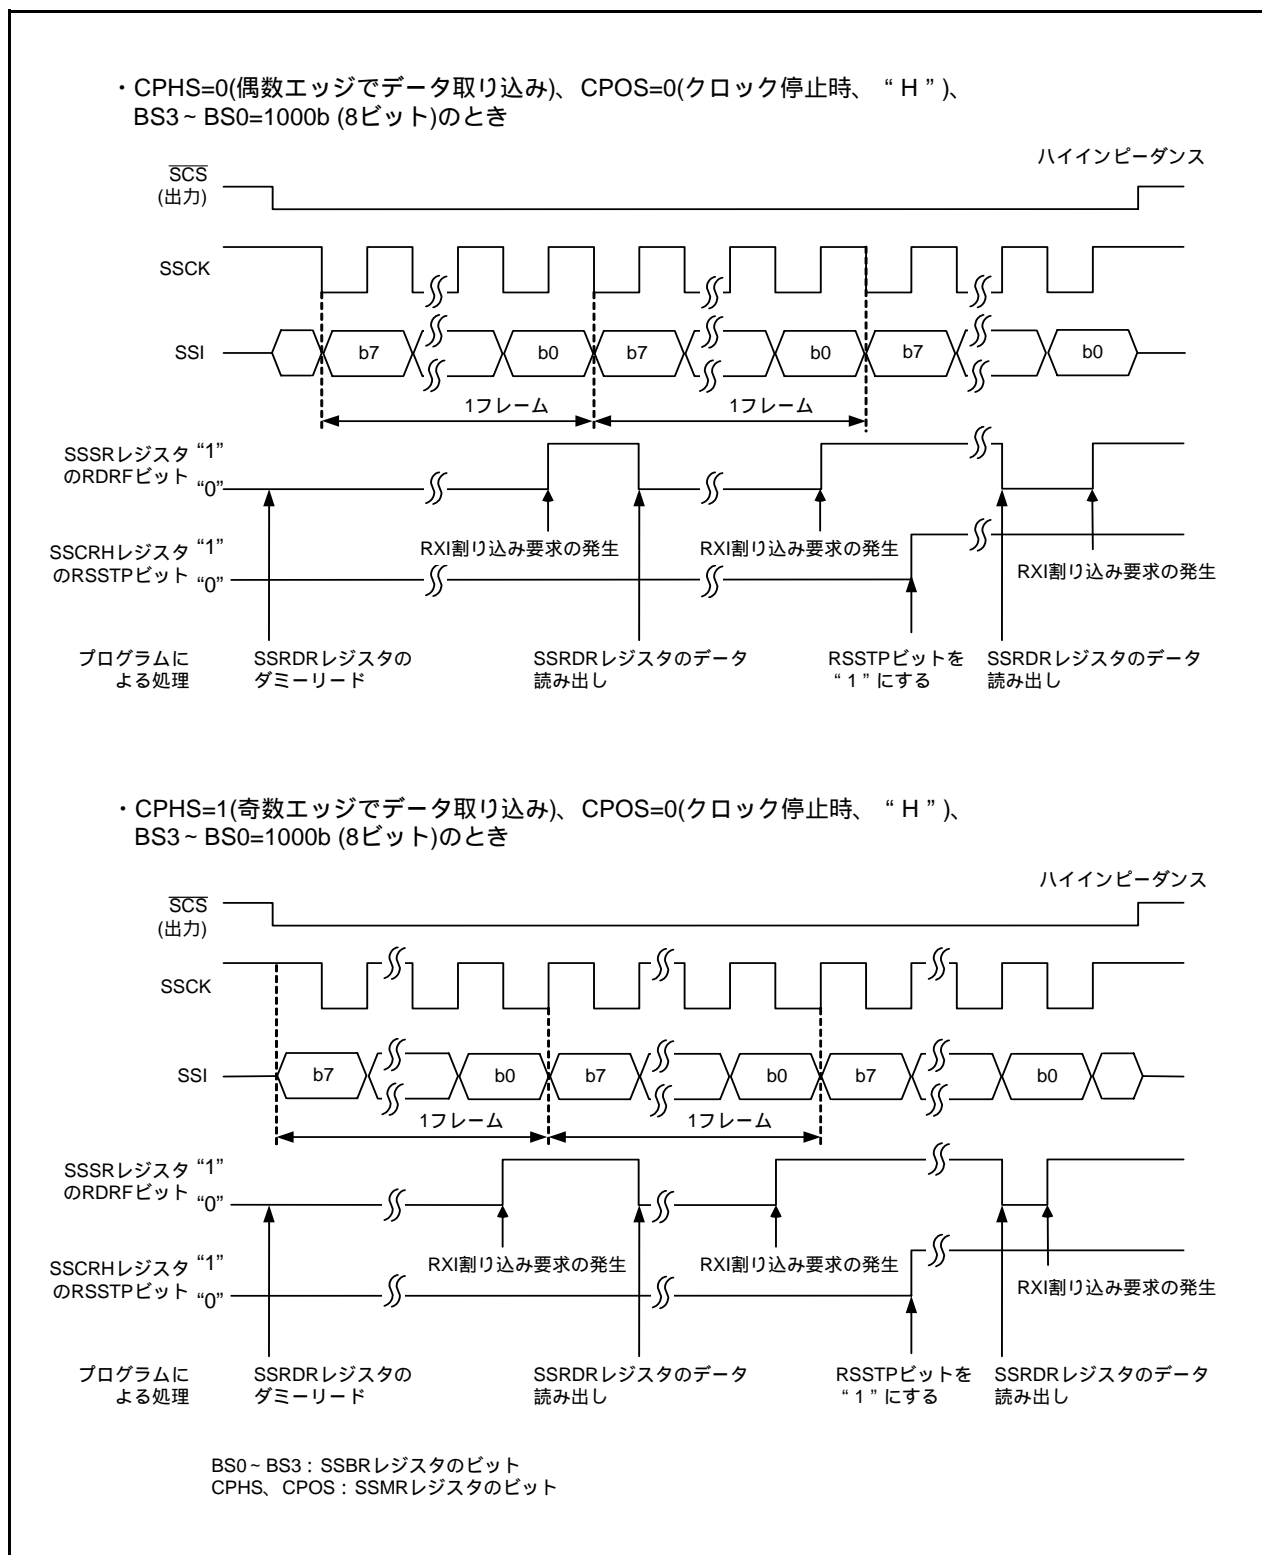 ・CPHS=0(偶数エッジでデータ取り込み)、CPOS=0(クロック停止時、“H”)、
BS3~BS0=1000b (8ビット)のとき
ハイインピーダンス
SCS
(出力)
SSCK
SSI
b7
b0
b7
b0
b7
b0
1フレーム
1フレーム
SSSRレジスタ “1”
のRDRFビット “0”
RXI割り込み要求の発生
RXI割り込み要求の発生
SSCRHレジスタ “1”
のRSSTPビット “0”
RXI割り込み要求の発生
プログラムに
よる処理
SSRDRレジスタの
ダミーリード
SSRDRレジスタのデータ
読み出し
RSSTPビットを
“1”にする
SSRDRレジスタのデータ
読み出し
・CPHS=1(奇数エッジでデータ取り込み)、CPOS=0(クロック停止時、“H”)、
BS3~BS0=1000b (8ビット)のとき
ハイインピーダンス
SCS
(出力)
SSCK
SSI
b7
b0
b7
b0
b7
b0
1フレーム
1フレーム
SSSRレジスタ “1”
のRDRFビット “0”
RXI割り込み要求の発生
RXI割り込み要求の発生
SSCRHレジスタ “1”
のRSSTPビット “0”
RXI割り込み要求の発生
プログラムに
よる処理
SSRDRレジスタの
ダミーリード
SSRDRレジスタのデータ
読み出し
RSSTPビットを
“1”にする
SSRDRレジスタのデータ
読み出し
BS0~BS3:SSBRレジスタのビット
CPHS、CPOS:SSMRレジスタのビット